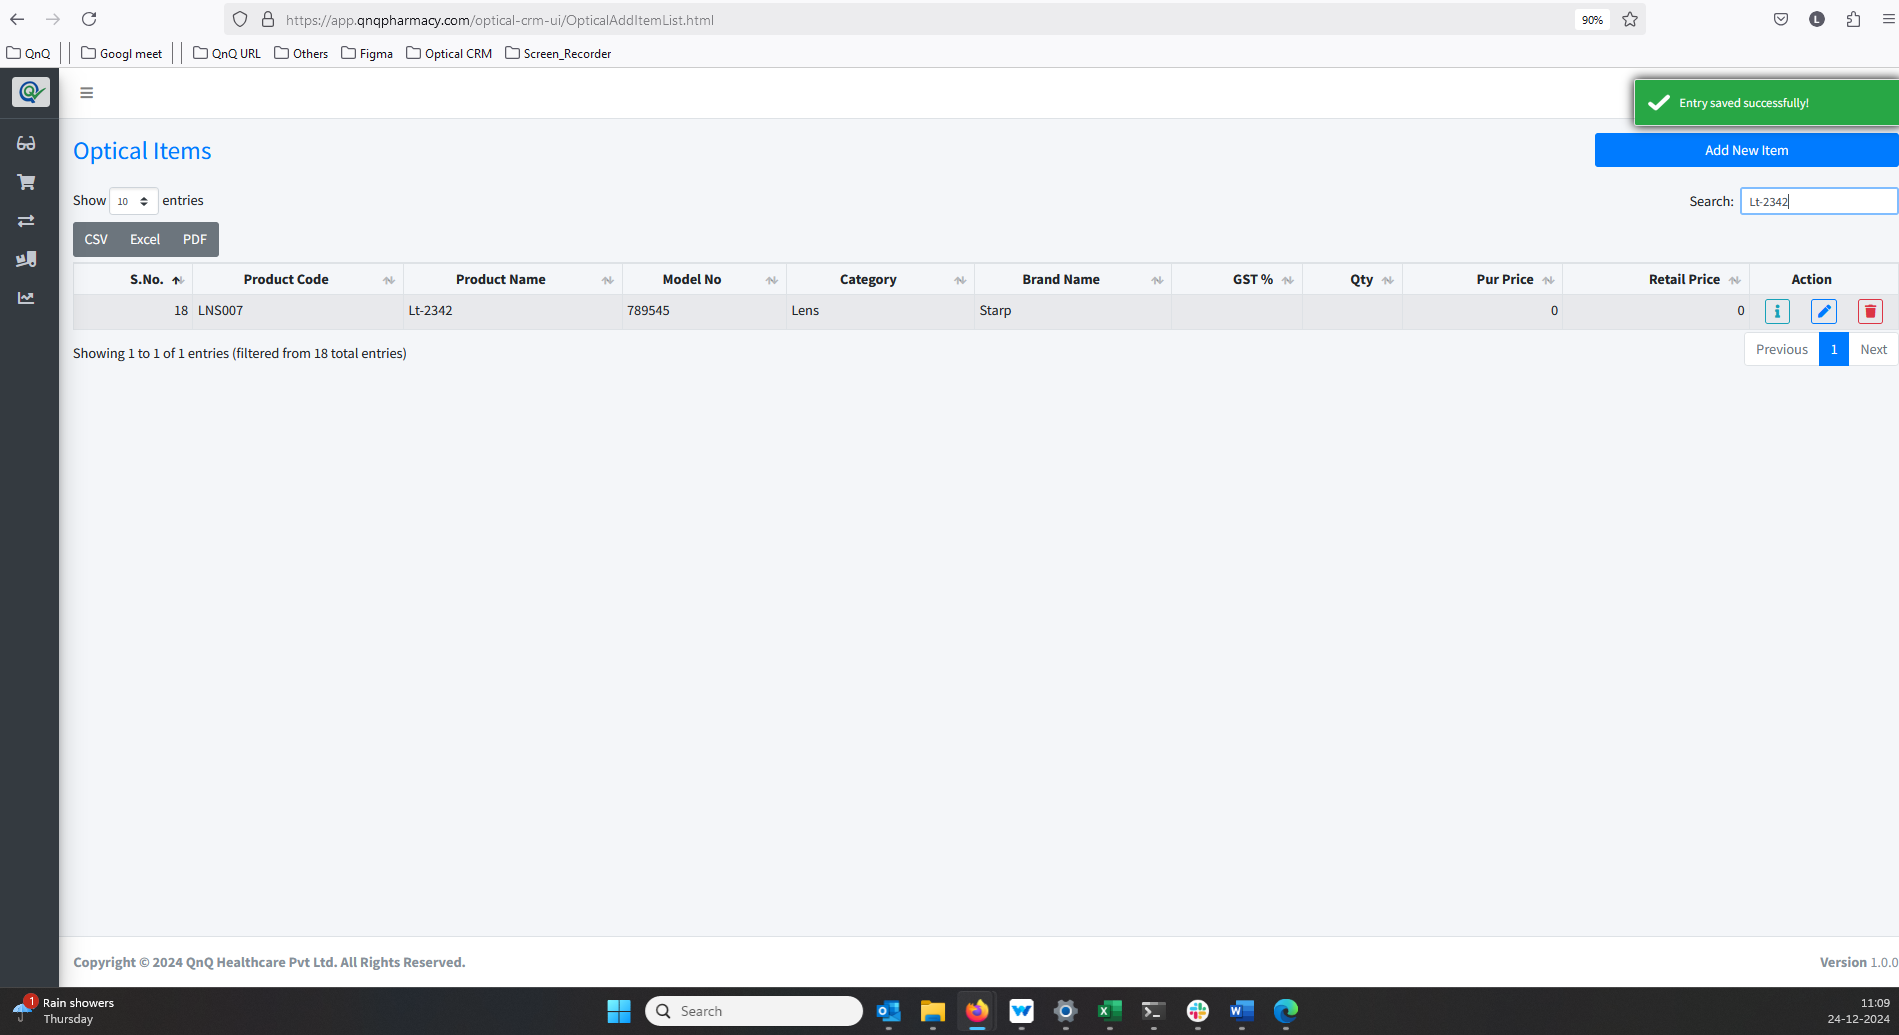 https://app.qnqpharmacy.com/optical-crm-ui/OpticalAddItemList.html
90%
L
QnQ
Googl meet
QnQ URL
Others
Figma
Optical CRM
Screen_Recorder
Entry saved successfully!
Optical Items
Add New Item
Show 10 entries
Search: Lt-2342
CSV Excel PDF
S.No. Product Code Product Name Model No Category Brand Name GST % Qty Pur Price Retail Price Action
18 LNS007 Lt-2342 789545 Lens Starp 0 0
Showing 1 to 1 of 1 entries (filtered from 18 total entries)
Previous 1 Next
Copyright © 2024 QnQ Healthcare Pvt Ltd. All Rights Reserved.
Version 1.0.0
1
Rain showers
Thursday
Search
11:09
24-12-2024